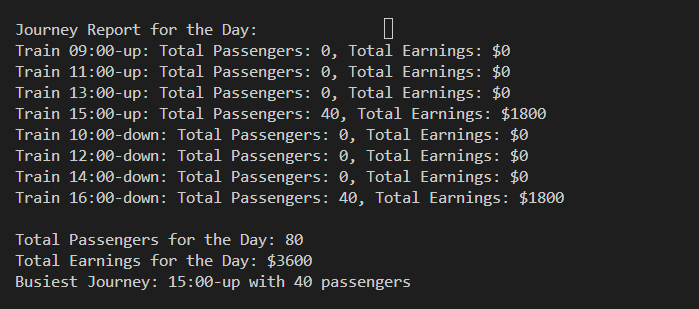 Journey Report for the Day:
Train 09:00-up: Total Passengers: 0, Total Earnings: $0
Train 11:00-up: Total Passengers: 0, Total Earnings: $0
Train 13:00-up: Total Passengers: 0, Total Earnings: $0
Train 15:00-up: Total Passengers: 40, Total Earnings: $1800
Train 10:00-down: Total Passengers: 0, Total Earnings: $0
Train 12:00-down: Total Passengers: 0, Total Earnings: $0
Train 14:00-down: Total Passengers: 0, Total Earnings: $0
Train 16:00-down: Total Passengers: 40, Total Earnings: $1800
Total Passengers for the Day: 80
Total Earnings for the Day: $3600
Busiest Journey: 15:00-up with 40 passengers